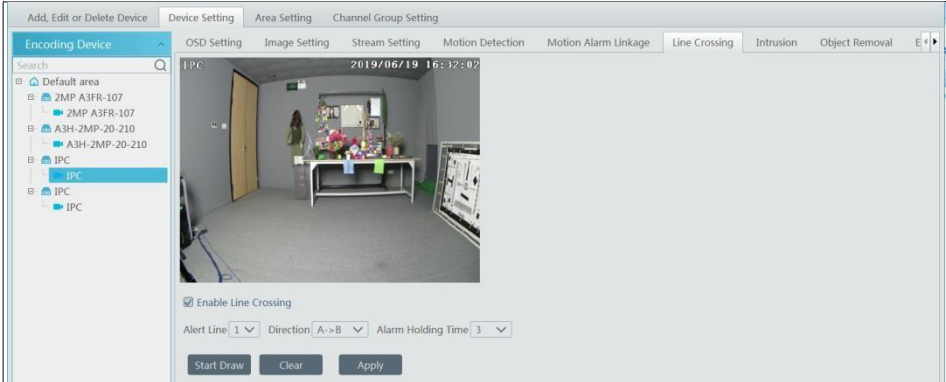 Add, Edit or Delete Device Device Setting Area Setting Channel Group Setting
Encoding Device OSD Setting Image Setting Stream Setting Motion Detection Motion Alarm Linkage Line Crossing Intrusion Object Removal E
Search
IPC 2019/06/19 16:32:02
Default area
2MP A3FR-107
2MP A3FR-107
A3H-2MP-20-210
A3H-2MP-20-210
IPC
IPC
IPC
IPC
Enable Line Crossing
Alert Line 1 Direction A->B Alarm Holding Time 3
Start Draw Clear Apply